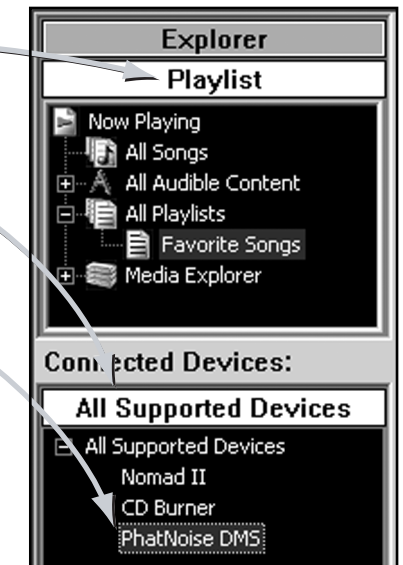 Explorer
Playlist
Now Playing
All Songs
All Audible Content
All Playlists
Favorite Songs
Media Explorer
Connected Devices:
All Supported Devices
All Supported Devices
Nomad II
CD Burner
PhatNoise DMS